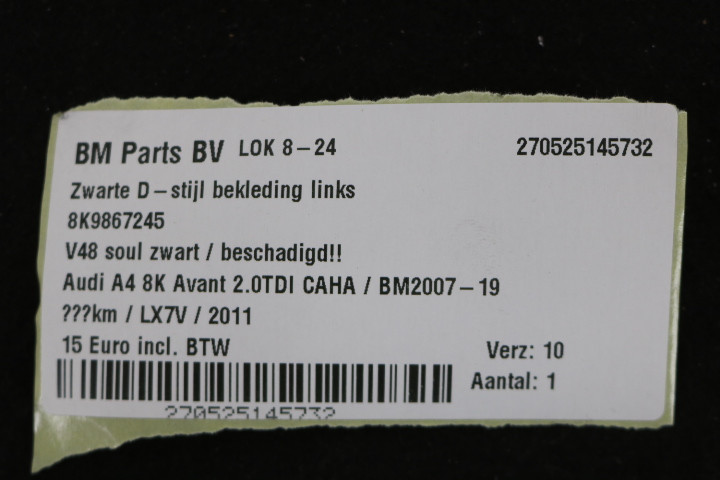 BM Parts BV LOK 8-24 270525145732
Zwarte D-stijl bekleding links
8K9867245
V48 soul zwart / beschadigd!!
Audi A4 8K Avant 2.0TDI CAHA / BM2007-19
???km / LX7V / 2011
15 Euro incl. BTW Verz: 10
Aantal: 1
270525145732